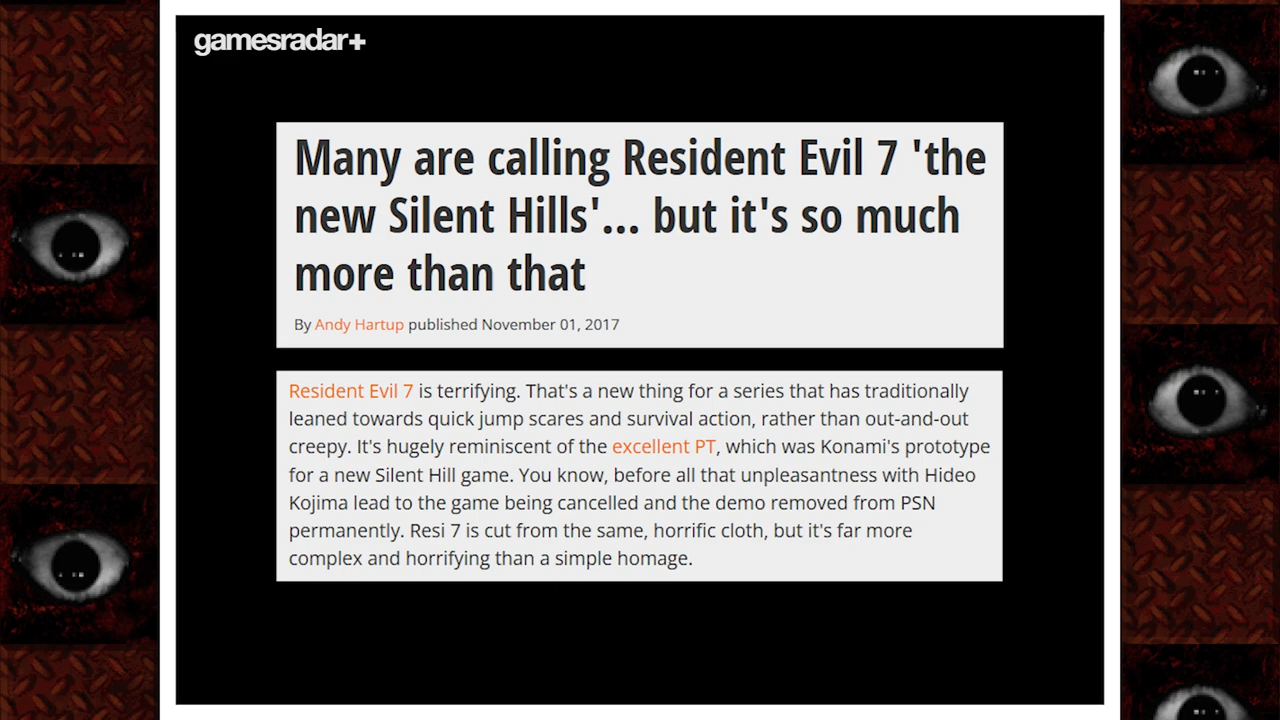 gamesradar+
Many are calling Resident Evil 7 'the
new Silent Hills'... but it's so much
more than that
By Andy Hartup published November 01, 2017
Resident Evil 7 is terrifying. That's a new thing for a series that has traditionally
leaned towards quick jump scares and survival action, rather than out-and-out
creepy. It's hugely reminiscent of the excellent PT, which was Konami's prototype
for a new Silent Hill game. You know, before all that unpleasantness with Hideo
Kojima lead to the game being cancelled and the demo removed from PSN
permanently. Resi 7 is cut from the same, horrific cloth, but it's far more
complex and horrifying than a simple homage.